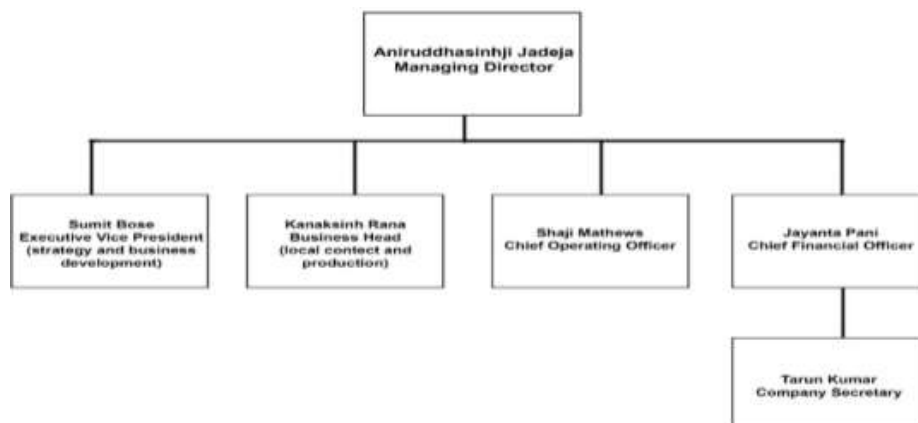 Aniruddhasinhji Jadeja
Managing Director
Sumit Bose
Executive Vice President
(strategy and business
development)
Kanaksinh Rana
Business Head
(local contect and
production)
Shaji Mathews
Chief Operating Officer
Jayanta Pani
Chief Financial Officer
Tarun Kumar
Company Secretary